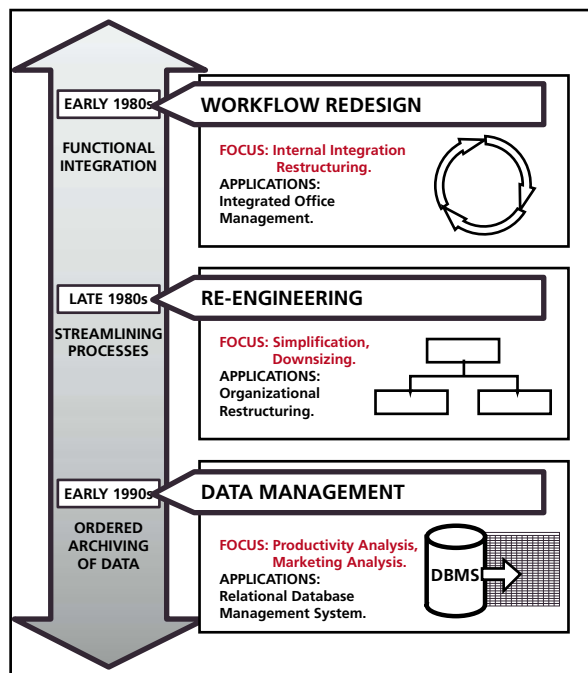 EARLY 1980s
WORKFLOW REDESIGN
FUNCTIONAL
INTEGRATION
FOCUS: Internal Integration
Restructuring.
APPLICATIONS:
Integrated Office
Management.
LATE 1980s
RE-ENGINEERING
STREAMLINING
PROCESSES
FOCUS: Simplification,
Downsizing.
APPLICATIONS:
Organizational
Restructuring.
EARLY 1990s
DATA MANAGEMENT
ORDERED
ARCHIVING
OF DATA
FOCUS: Productivity Analysis,
Marketing Analysis.
APPLICATIONS:
Relational Database
Management System.
DBMS